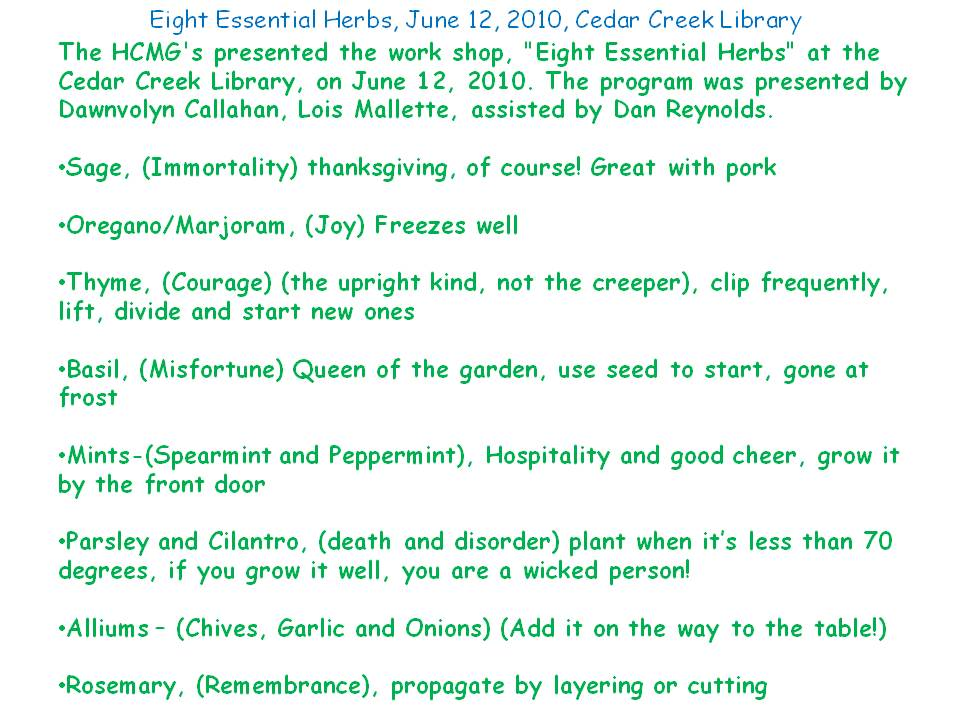 Eight Essential Herbs, June 12, 2010, Cedar Creek Library
The HCMG's presented the work shop, "Eight Essential Herbs" at the
Cedar Creek Library, on June 12, 2010. The program was presented by
Dawnvolyn Callahan, Lois Mallette, assisted by Dan Reynolds.
•Sage, (Immortality) thanksgiving, of course! Great with pork
•Oregano/Marjoram, (Joy) Freezes well
•Thyme, (Courage) (the upright kind, not the creeper), clip frequently,
lift, divide and start new ones
•Basil, (Misfortune) Queen of the garden, use seed to start, gone at
frost
•Mints-(Spearmint and Peppermint), Hospitality and good cheer, grow it
by the front door
•Parsley and Cilantro, (death and disorder) plant when it’s less than 70
degrees, if you grow it well, you are a wicked person!
•Alliums – (Chives, Garlic and Onions) (Add it on the way to the table!)
•Rosemary, (Remembrance), propagate by layering or cutting